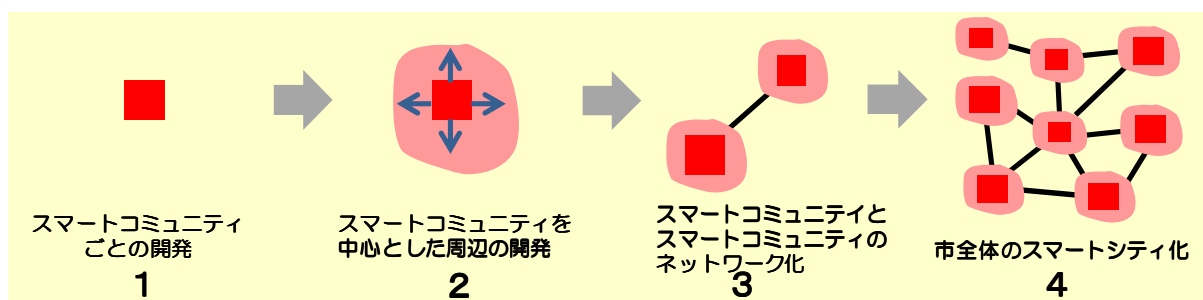 スマートコミュニティ
ごとの開発
1
スマートコミュニティを
中心とした周辺の開発
2
スマートコミュニテイと
スマートコミュニティの
ネットワーク化
3
市全体のスマートシティ化
4